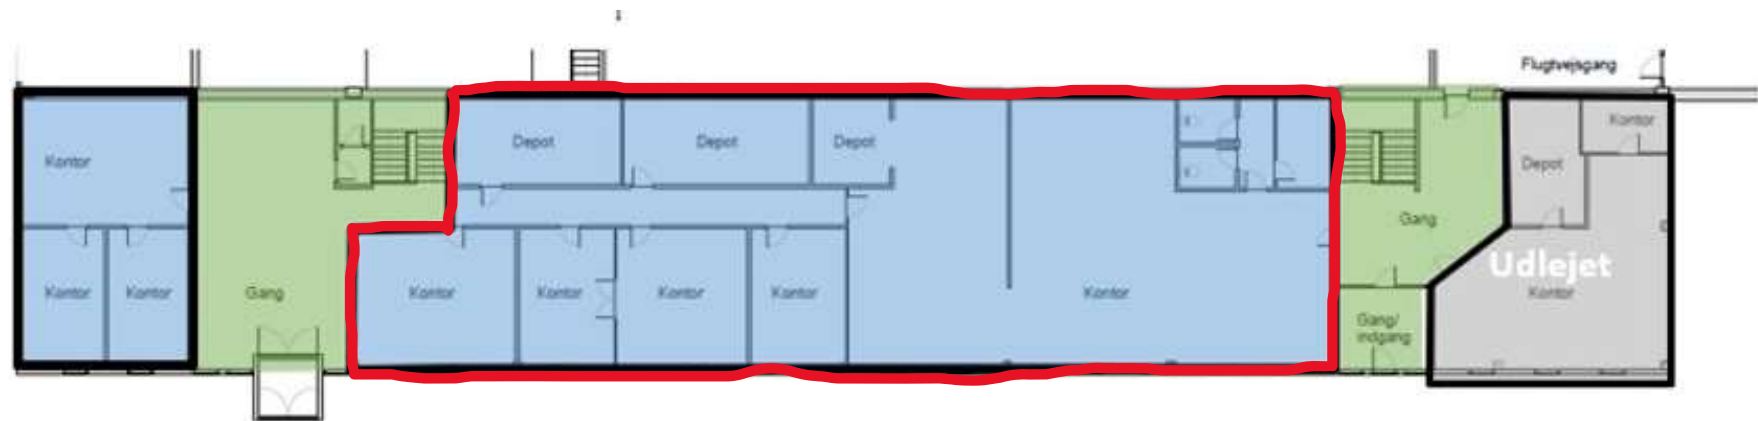 Flugtvejsgang
Kontor
Depot
Depot
Depot
Kontor
Depot
Gang
Kontor
Kontor
Gang
Kontor
Kontor
Kontor
Kontor
Kontor
Udlejet
Kontor
Gang/
indgang